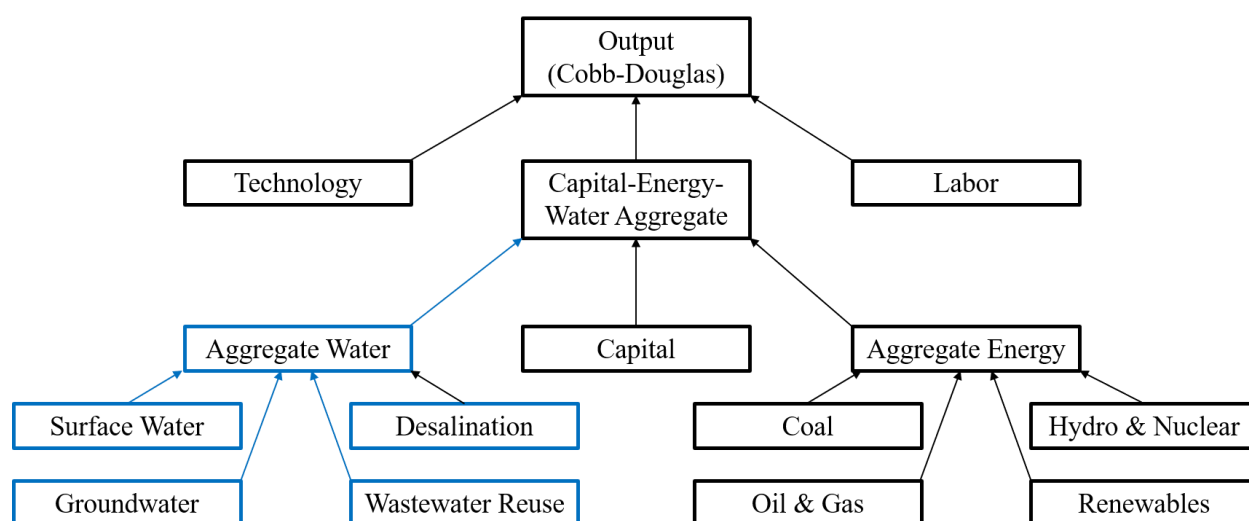 Output
(Cobb-Douglas)
Technology
Capital-Energy-
Water Aggregate
Labor
Aggregate Water
Capital
Aggregate Energy
Surface Water
Desalination
Coal
Hydro & Nuclear
Groundwater
Wastewater Reuse
Oil & Gas
Renewables